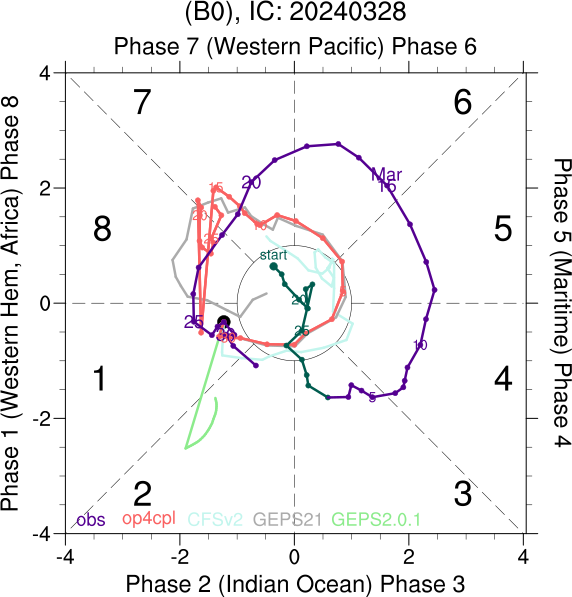 (B0), IC: 20240328
Phase 7 (Western Pacific) Phase 6
Phase 1 (Western Hem, Africa) Phase 8
Phase 5 (Maritime) Phase 4
4
2
0
-2
-4
7
6
8
5
1
4
2
3
Mar
15
20
15
20
10
25
start
20
25
25
30
10
5
obs op4cpl CFSv2 GEPS21 GEPS2.0.1
-4 -2 0 2 4
Phase 2 (Indian Ocean) Phase 3